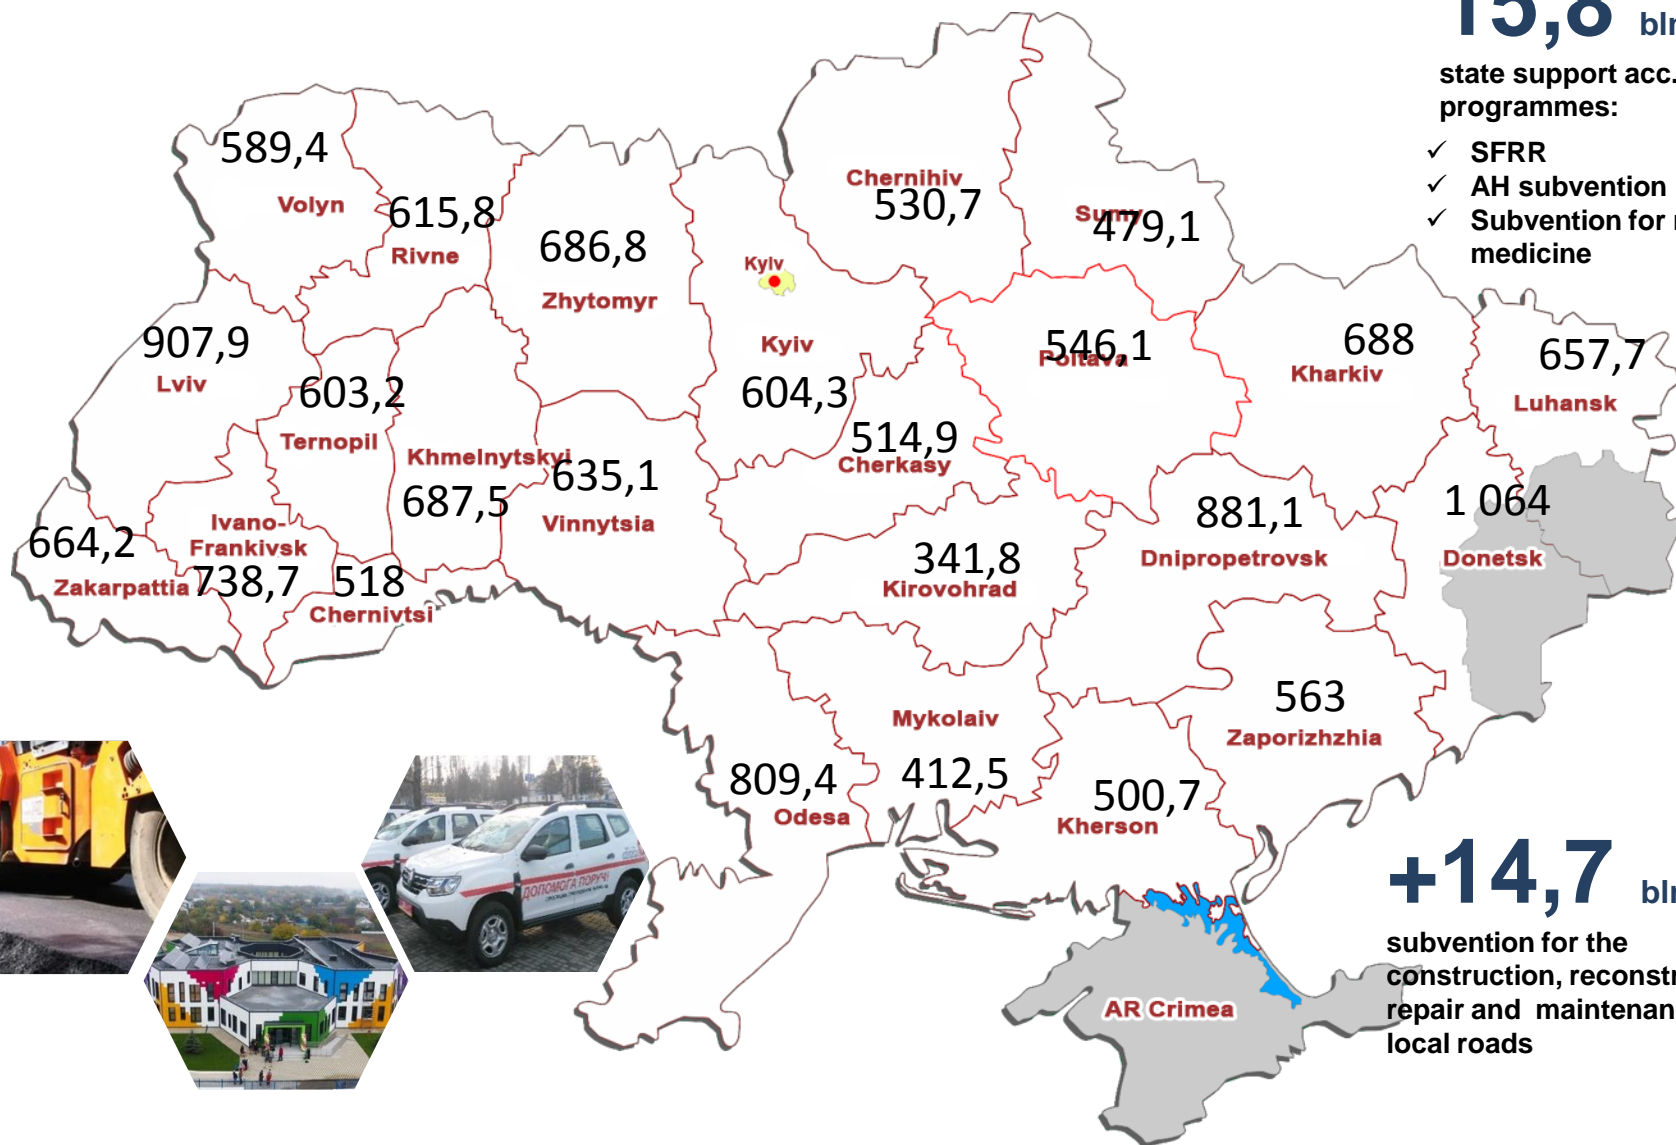 15,8
state support acc.
programmes:
✓ SFRR
✓ AH subvention
✓ Subvention for
medicine
589,4
Volyn
615,8
Rivne
686,8
Zhytomyr
Kyiv
Kyiv
604,3
Chernihiv
530,7
Sumy
479,1
907,9
Lviv
603,2
Ternopil
Khmelnytskyi
687,5
635,1
Vinnytsia
514,9
Cherkasy
546,1
Poltava
688
Kharkiv
657,7
Luhansk
664,2
Zakarpattia
Ivano-
Frankivsk
738,7
518
Chernivtsi
341,8
Kirovohrad
881,1
Dnipropetrovsk
1 064
Donetsk
563
Zaporizhzhia
Mykolaiv
412,5
809,4
Odesa
500,7
Kherson
AR Crimea
ДОПОМОГА ПОРУЧ!
+14,7
subvention for the
construction,
repair and
local roads